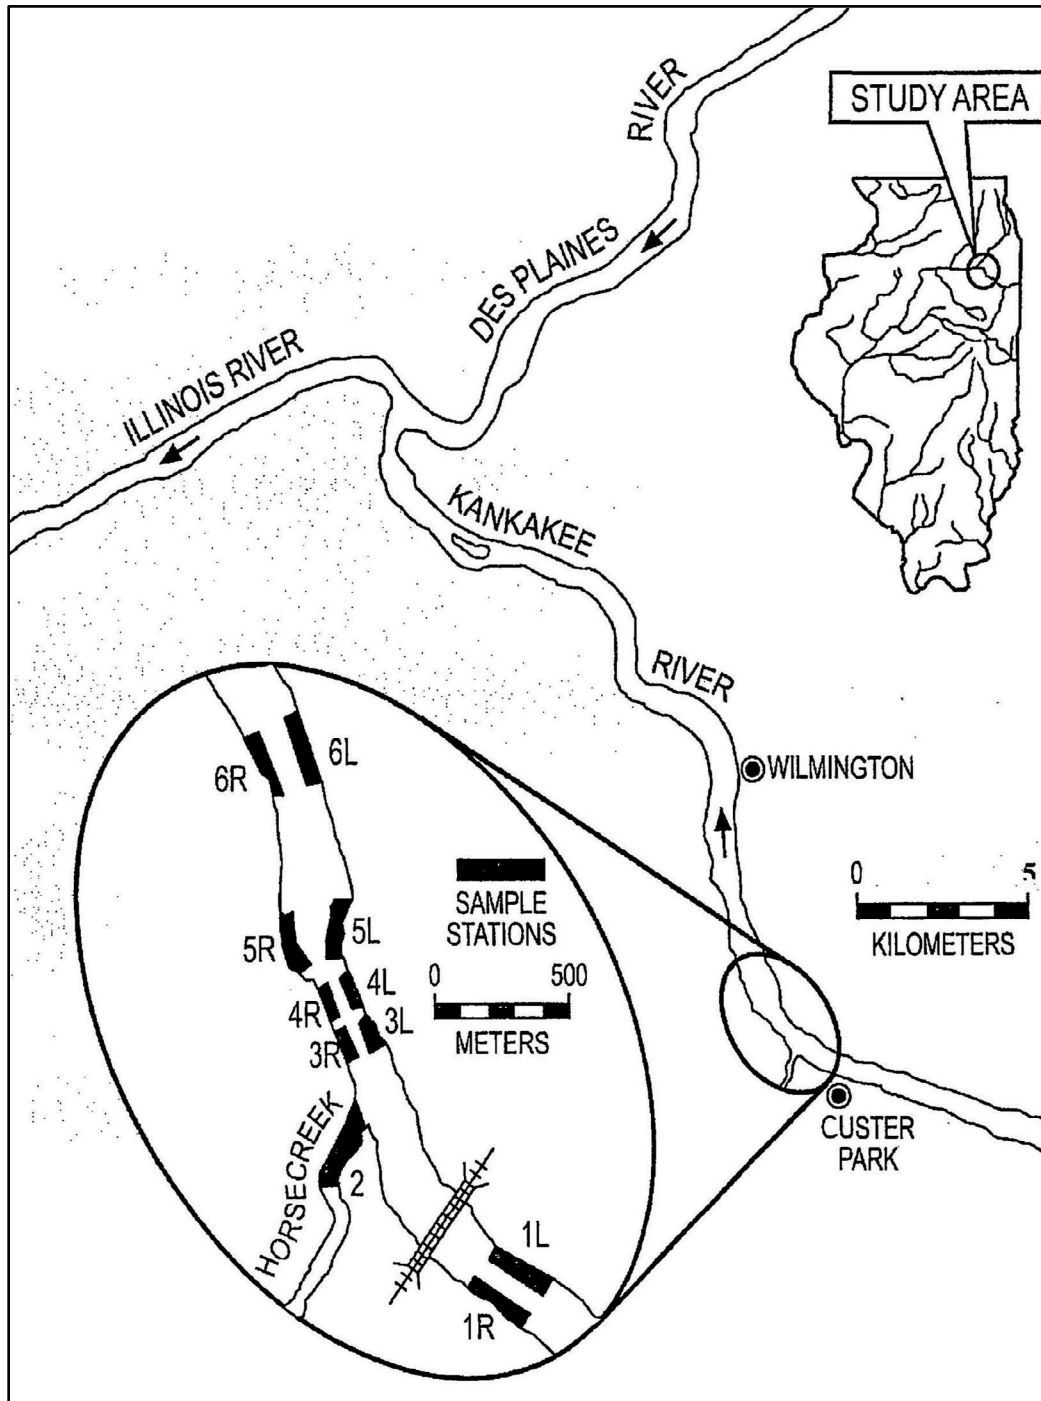 STUDY AREA
RIVER
DES PLAINES
ILLINOIS RIVER
KANKAKEE
RIVER
WILMINGTON
0 5
KILOMETERS
CUSTER
PARK
6R
6L
SAMPLE
STATIONS
0 500
METERS
5R
5L
4L
4R
3L
3R
HORSECREEK
2
1L
1R